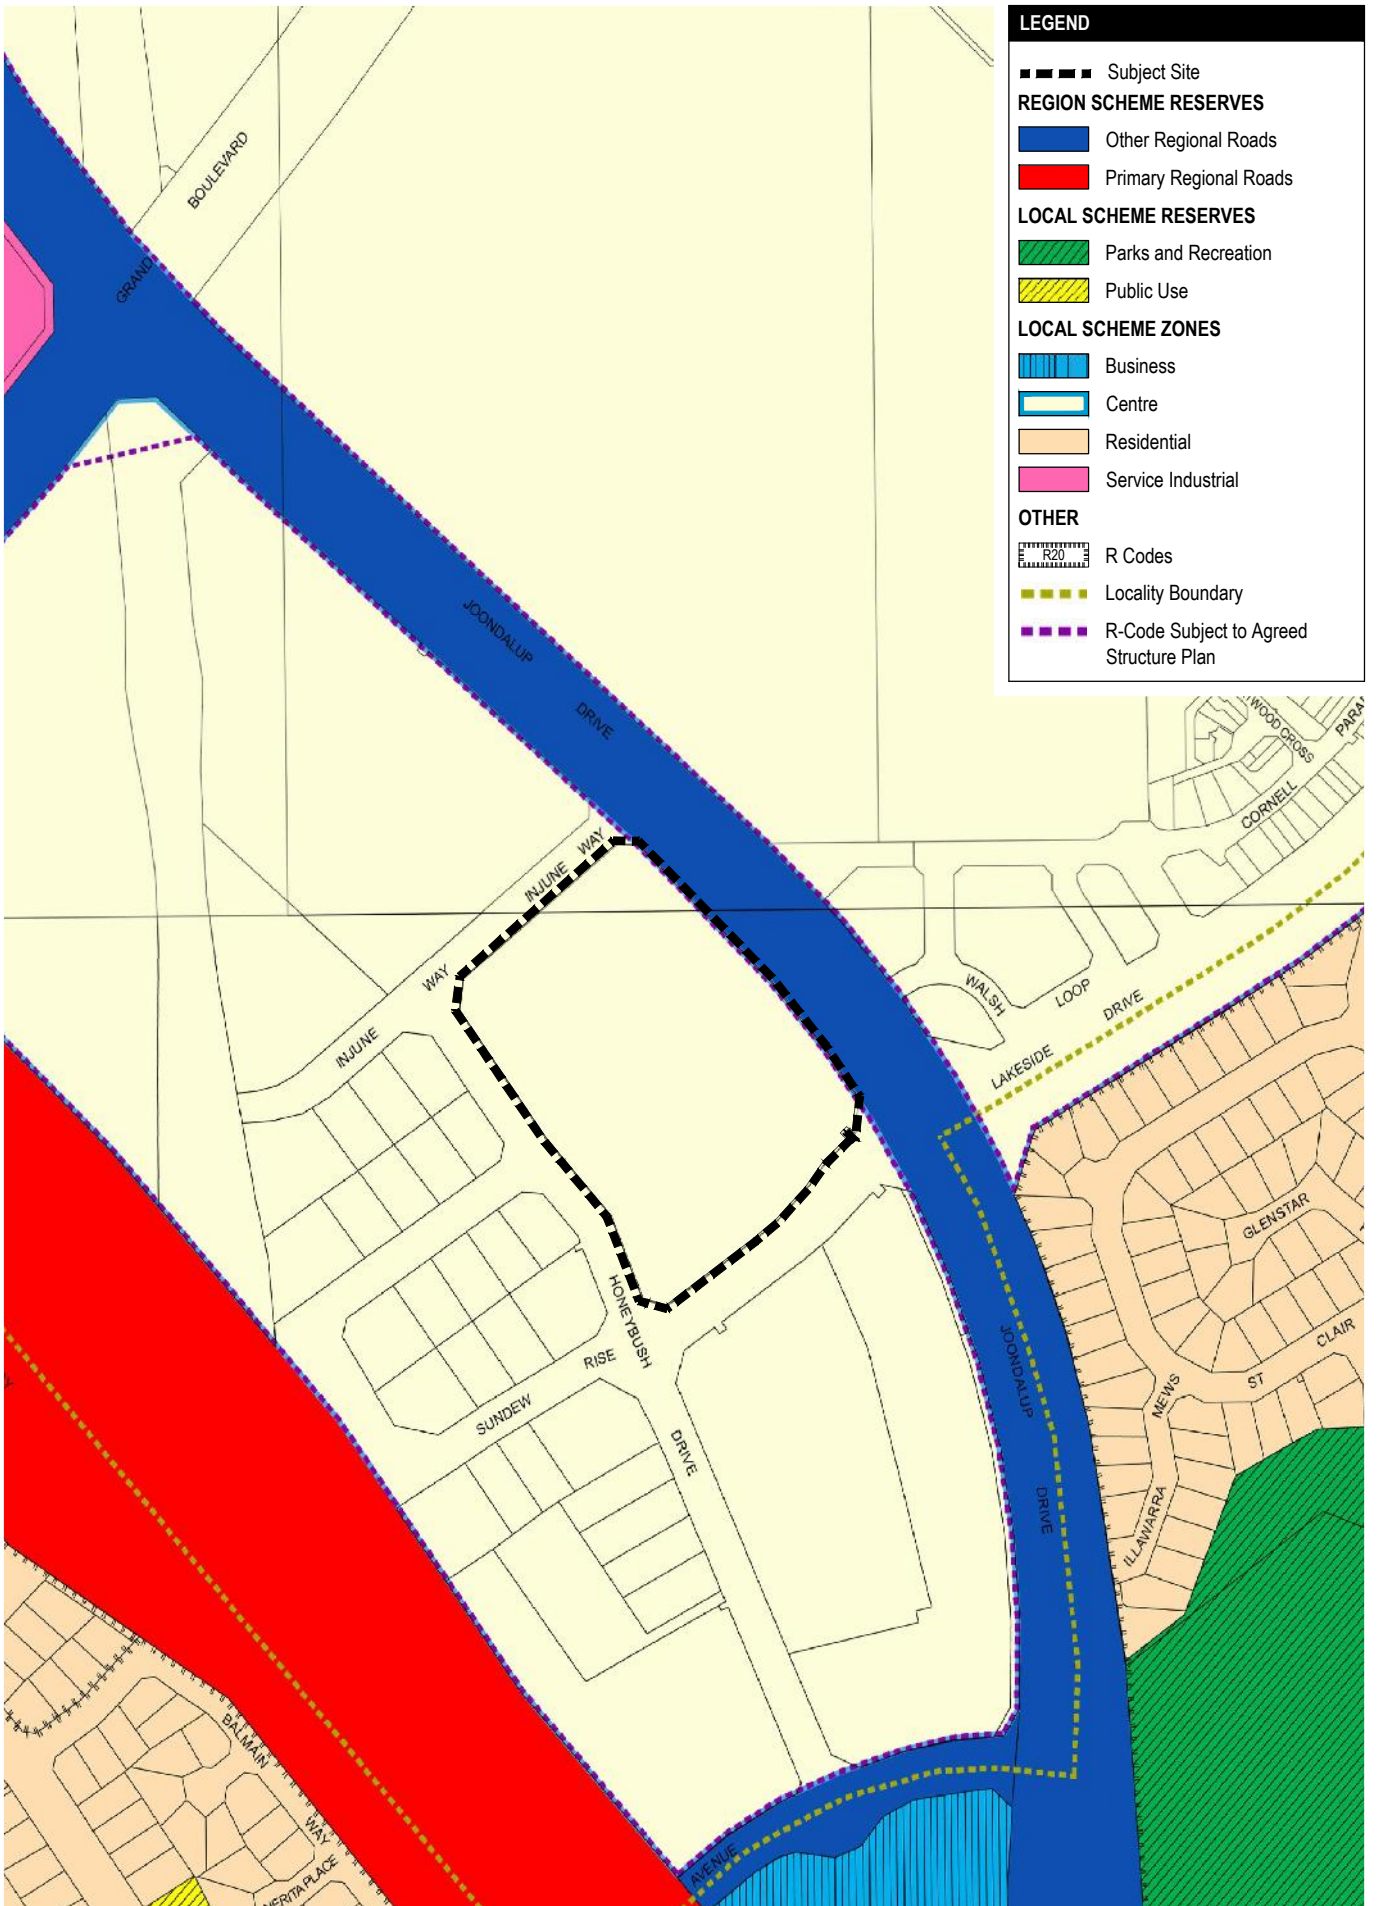 LEGEND
Subject Site
REGION SCHEME RESERVES
Other Regional Roads
Primary Regional Roads
LOCAL SCHEME RESERVES
Parks and Recreation
Public Use
LOCAL SCHEME ZONES
Business
Centre
Residential
Service Industrial
OTHER
R20
R Codes
Locality Boundary
R-Code Subject to Agreed
Structure Plan
GRAND
BOULEVARD
JOONDALUP
DRIVE
CORNELL
INJUNE
WAY
INJUNE
WAY
WALSH
LOOP
LAKESIDE
DRIVE
GLENSTAR
HONEYBUSH
DRIVE
SUNDEW
RISE
JOONDALUP
DRIVE
MEWS
ILLAWARRA
ST
CLAIR
BALMAIN
WAY
PLACE
AVENUE